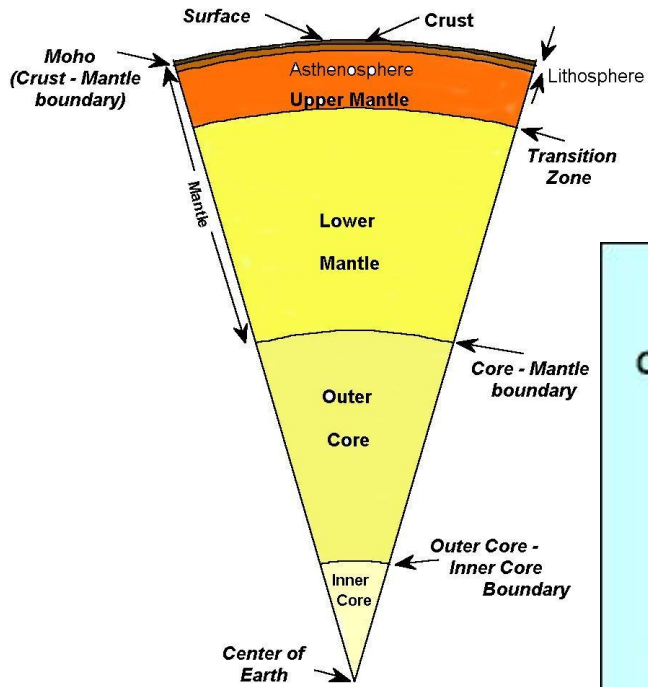 Surface
Crust
Moho
(Crust - Mantle
boundary)
Lithosphere
Asthenosphere
Upper Mantle
Transition
Zone
Mantle
Lower
Mantle
Core - Mantle
boundary
Outer
Core
Outer Core -
Inner Core
Boundary
Inner
Core
Center of
Earth